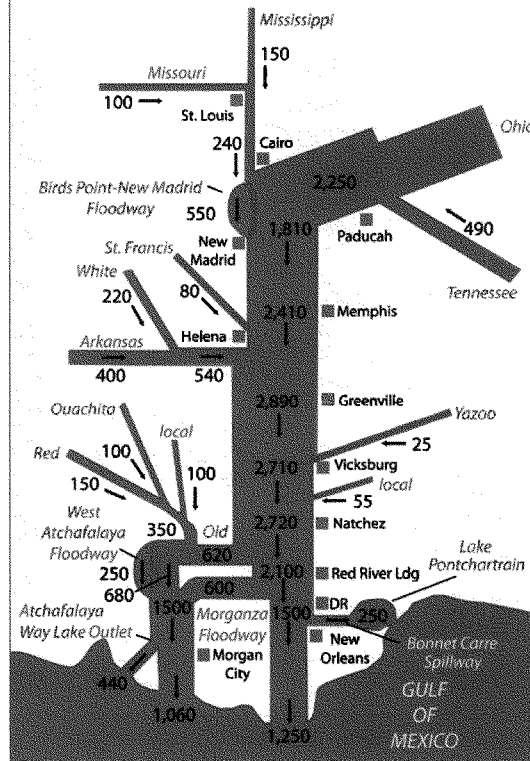 Mississippi
150
Missouri
100
St. Louis
Ohio
240
Cairo
2,250
Birds Point-New Madrid
Floodway
550
1,810
490
Paducah
New
Madrid
St. Francis
White
220
80
Tennessee
2,410
Memphis
Helena
Arkansas
400
540
2,890
Greenville
Ouachita
Yazoo
Red
local
100
25
2,710
Vicksburg
150
100
local
55
West
Atchafalaya
Floodway
350
Old
2,720
Natchez
620
Lake
Pontchartrain
250
680
2,100
Red River Ldg
600
1500
1500
DR
250
Atchafalaya
Way Lake Outlet
Morganza
Floodway
New
Orleans
Bonnet Carre
Spillway
Morgan
City
440
GULF
OF
MEXICO
1,060
1,250